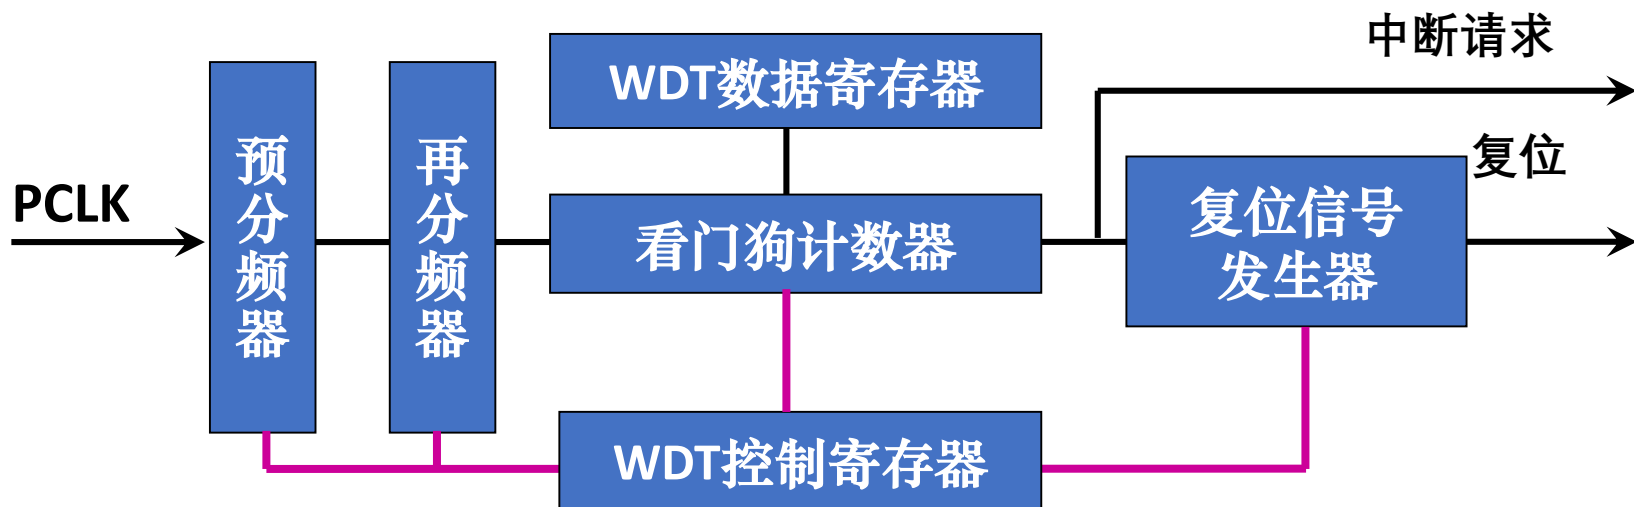 PCLK
预分频器
再分频器
WDT数据寄存器
看门狗计数器
WDT控制寄存器
复位信号
发生器
中断请求
复位